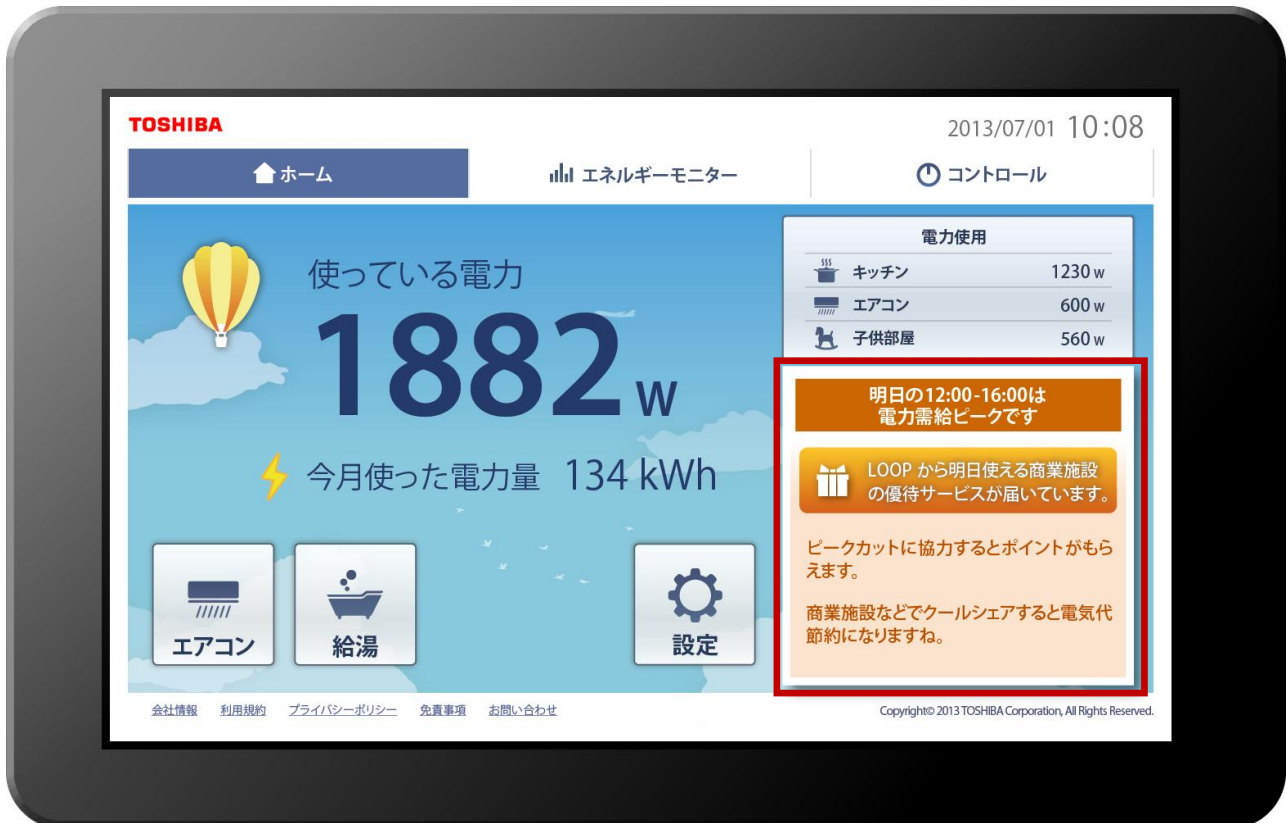 TOSHIBA
2013/07/01 10:08
ホーム
エネルギーモニター
コントロール
使っている電力
1882 W
今月使った電力量 134 kWh
エアコン
給湯
設定
電力使用
キッチン 1230 W
エアコン 600 W
子供部屋 560 W
明日の12:00-16:00は
電力需給ピークです
LOOP から明日使える商業施設
の優待サービスが届いています。
ピークカットに協力するとポイントがもら
えます。
商業施設などでクールシェアすると電気代
節約になりますね。
会社情報 利用規約 プライバシーポリシー 免責事項 お問い合わせ
Copyright© 2013 TOSHIBA Corporation, All Rights Reserved.